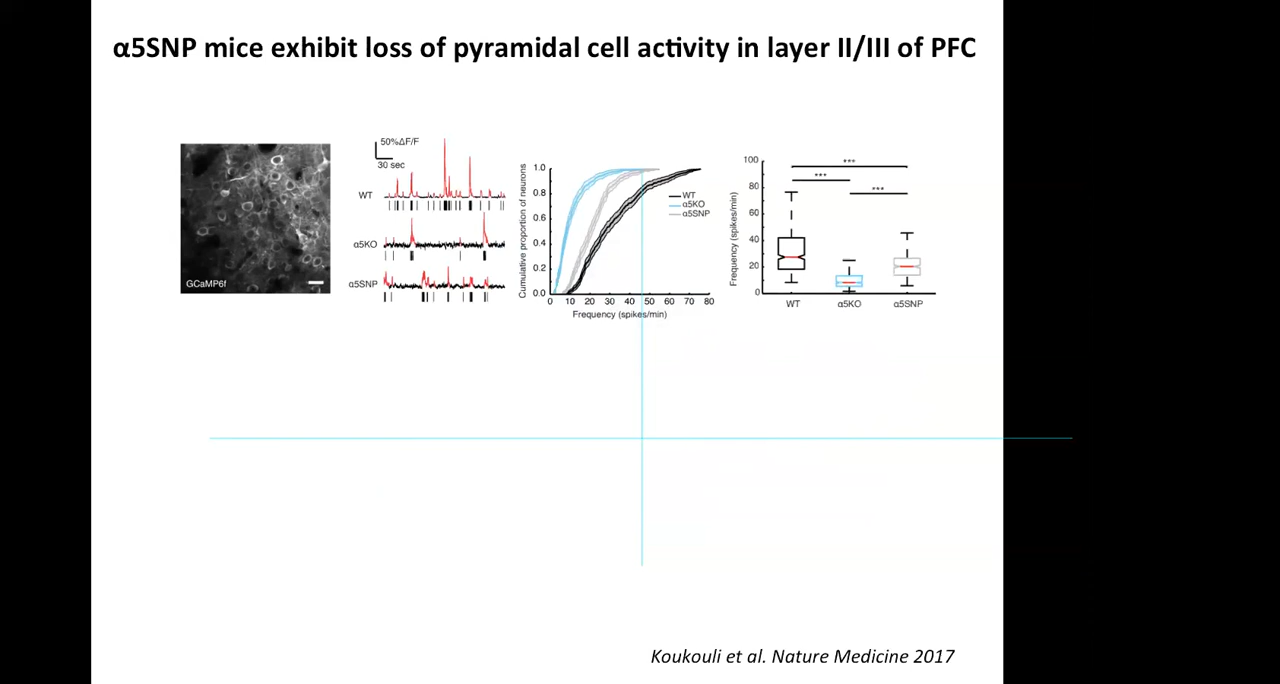 α5SNP mice exhibit loss of pyramidal cell activity in layer II/III of PFC
GCaMP6f
50%ΔF/F
30 sec
WT
α5KO
α5SNP
Cumulative proportion of neurons
1.0
0.8
0.6
0.4
0.2
0.0
0 10 20 30 40 50 60 70 80
Frequency (spikes/min)
WT
α5KO
α5SNP
Frequency (spikes/min)
100
80
60
40
20
0
***
***
***
WT α5KO α5SNP
Koukouli et al. Nature Medicine 2017